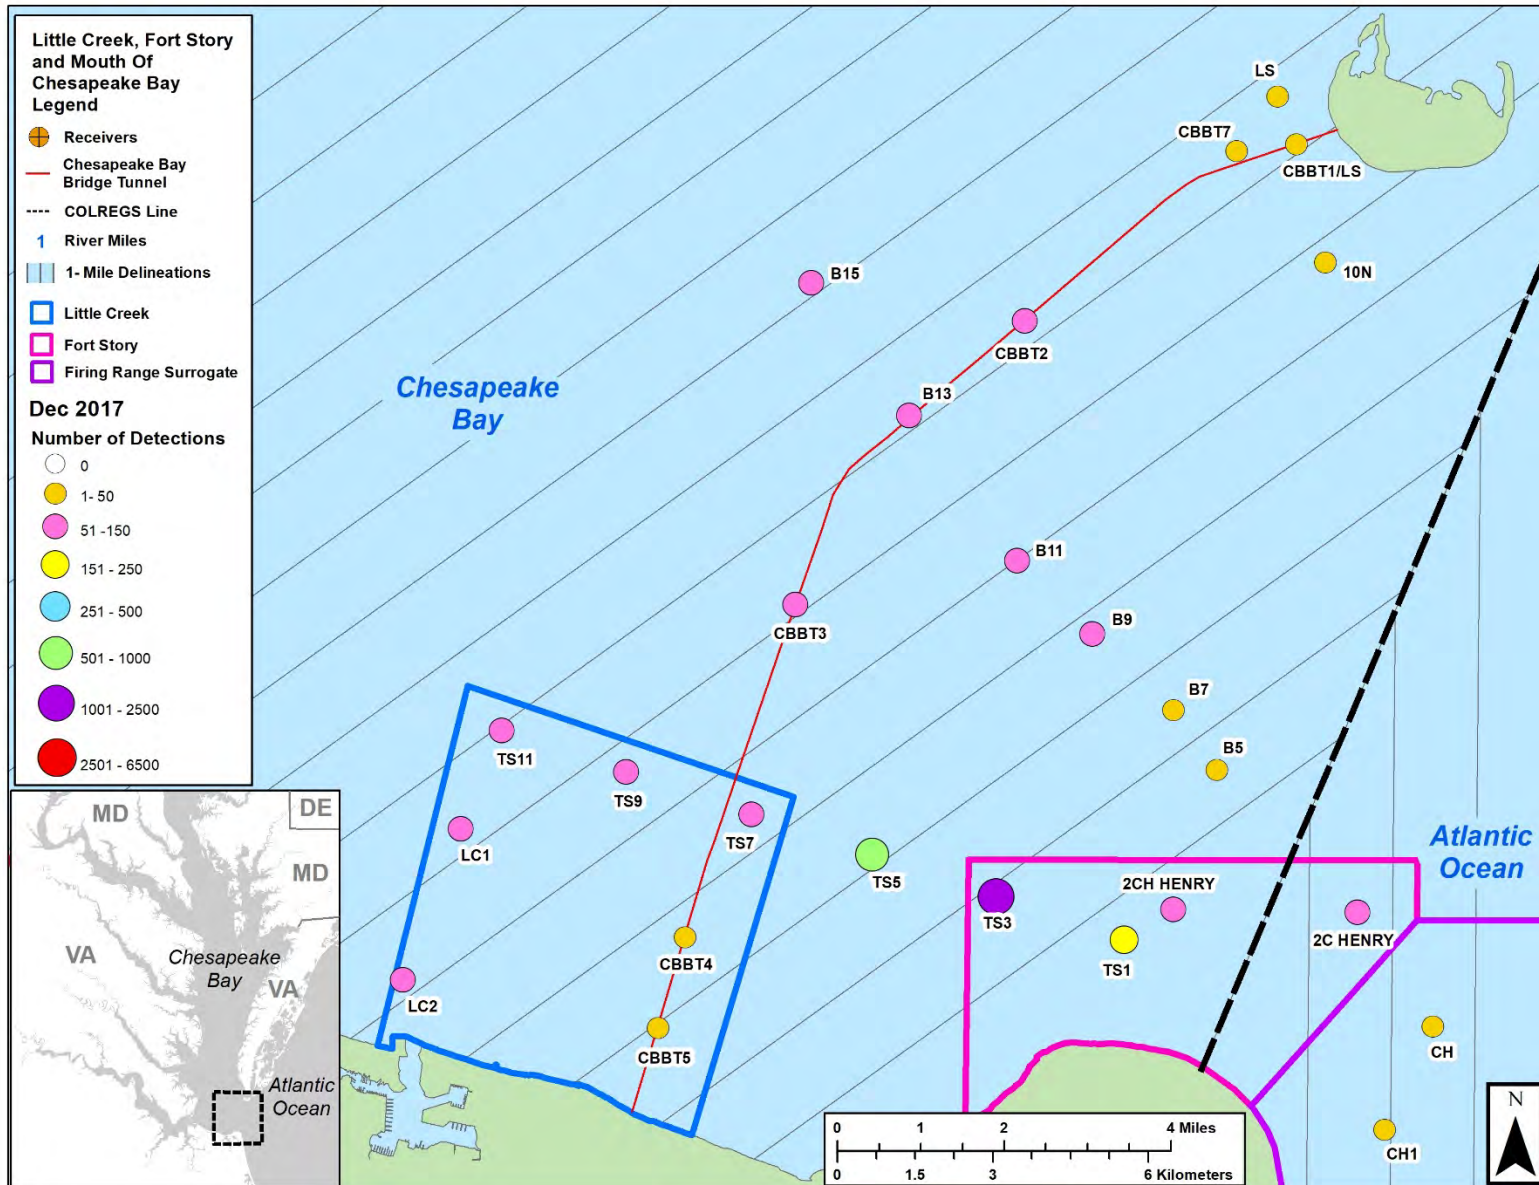 Little Creek, Fort Story
and Mouth Of
Chesapeake Bay
Legend
Receivers
Chesapeake Bay
Bridge Tunnel
COLREGS Line
1 River Miles
1- Mile Delineations
Little Creek
Fort Story
Firing Range Surrogate
Dec 2017
Number of Detections
0
1- 50
51 -150
151 - 250
251 - 500
501 - 1000
1001 - 2500
2501 - 6500
LS
CBBT7
CBBT1/LS
10N
B15
CBBT2
Chesapeake
Bay
B13
B11
CBBT3
B9
B7
B5
TS11
TS9
TS7
LC1
TS5
Atlantic
Ocean
2CH HENRY
TS3
2C HENRY
TS1
CBBT4
LC2
CBBT5
CH
CH1
MD
DE
MD
VA
Chesapeake
Bay
VA
Atlantic
Ocean
0 1 2 4 Miles
0 1.5 3 6 Kilometers
N